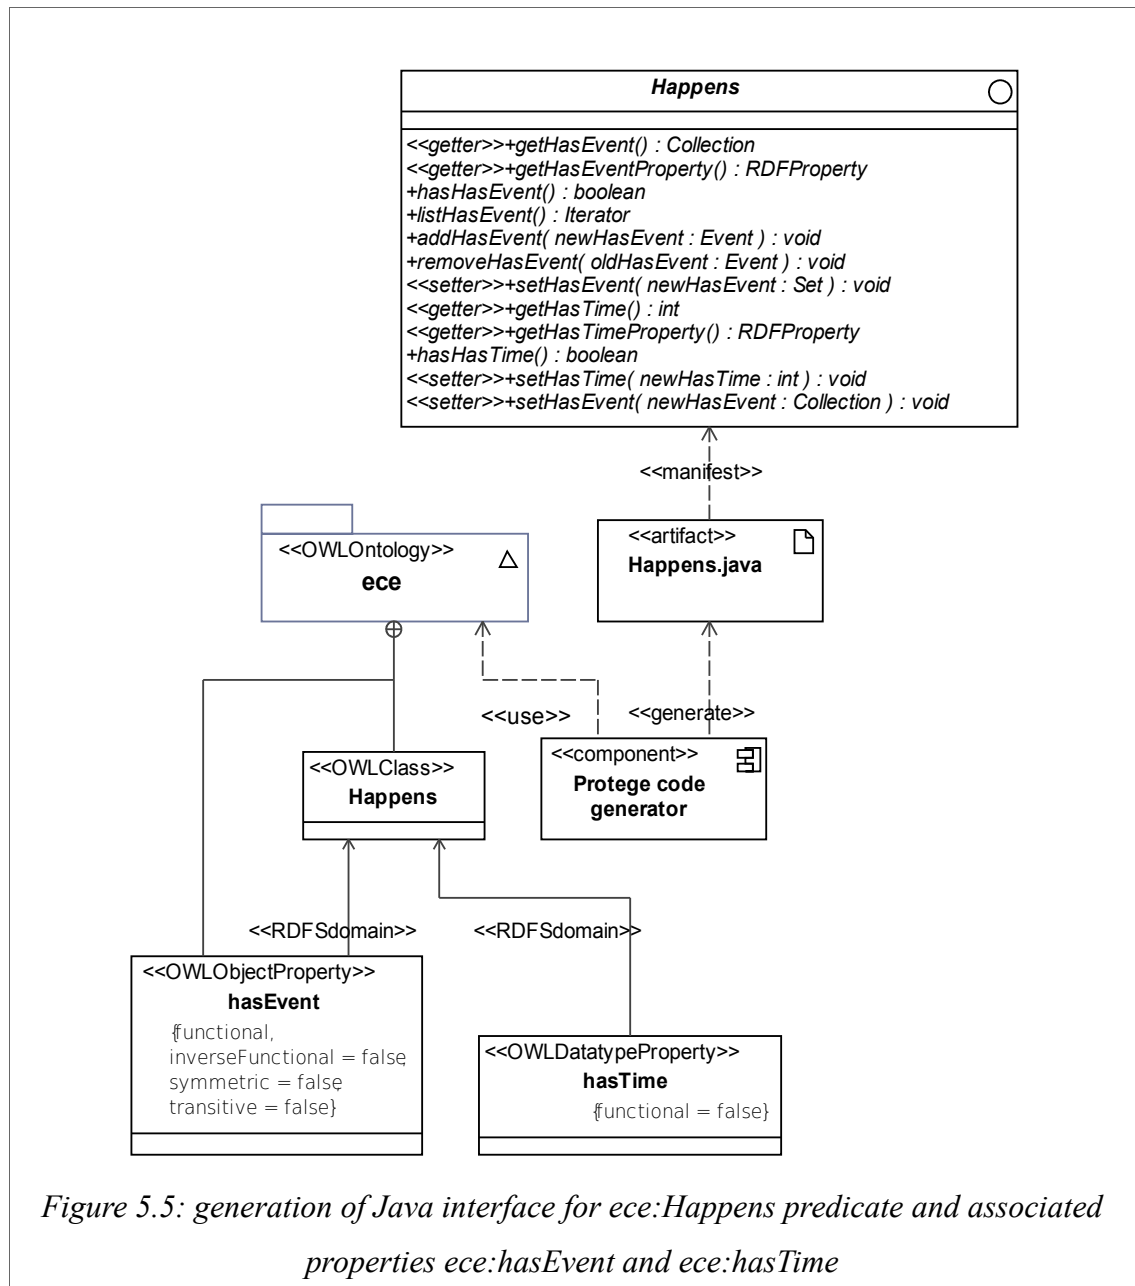 Happens
<<getter>>+getHasEvent() : Collection
<<getter>>+getHasEventProperty() : RDFProperty
+hasHasEvent() : boolean
+listHasEvent() : Iterator
+addHasEvent( newHasEvent : Event ) : void
+removeHasEvent( oldHasEvent : Event ) : void
<<setter>>+setHasEvent( newHasEvent : Set ) : void
<<getter>>+getHasTime() : int
<<getter>>+getHasTimeProperty() : RDFProperty
+hasHasTime() : boolean
<<setter>>+setHasTime( newHasTime : int ) : void
<<setter>>+setHasEvent( newHasEvent : Collection ) : void
<<manifest>>
<<OWLOntology>>
ece
<<artifact>>
Happens.java
<<use>>
<<generate>>
<<OWLClass>>
Happens
<<component>>
Protege code
generator
<<RDFSdomain>>
<<RDFSdomain>>
<<OWLObjectProperty>>
hasEvent
{functional,
inverseFunctional = false,
symmetric = false,
transitive = false}
<<OWLDatatypeProperty>>
hasTime
{functional = false}
Figure 5.5: generation of Java interface for ece:Happens predicate and associated
properties ece:hasEvent and ece:hasTime